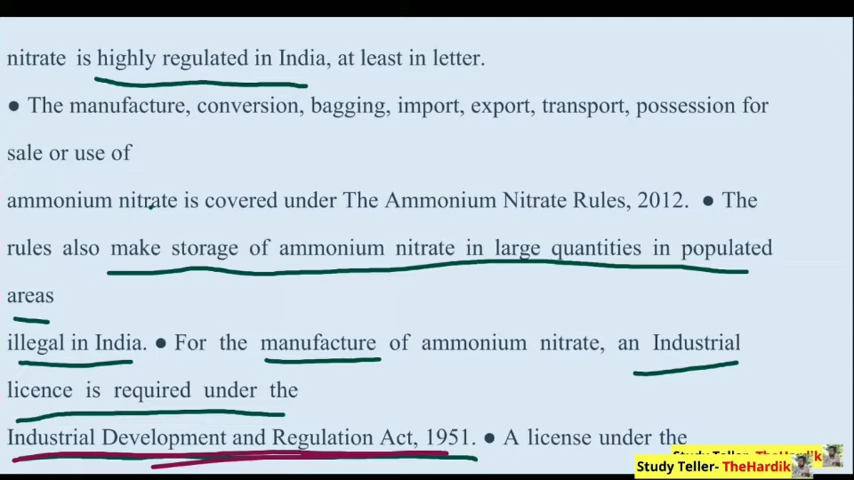 nitrate is highly regulated in India, at least in letter.
● The manufacture, conversion, bagging, import, export, transport, possession for
sale or use of
ammonium nitrate is covered under The Ammonium Nitrate Rules, 2012. ● The
rules also make storage of ammonium nitrate in large quantities in populated
areas
illegal in India. ● For the manufacture of ammonium nitrate, an Industrial
licence is required under the
Industrial Development and Regulation Act, 1951. ● A license under the
Study Teller- TheHardik
Study Teller- TheHardik